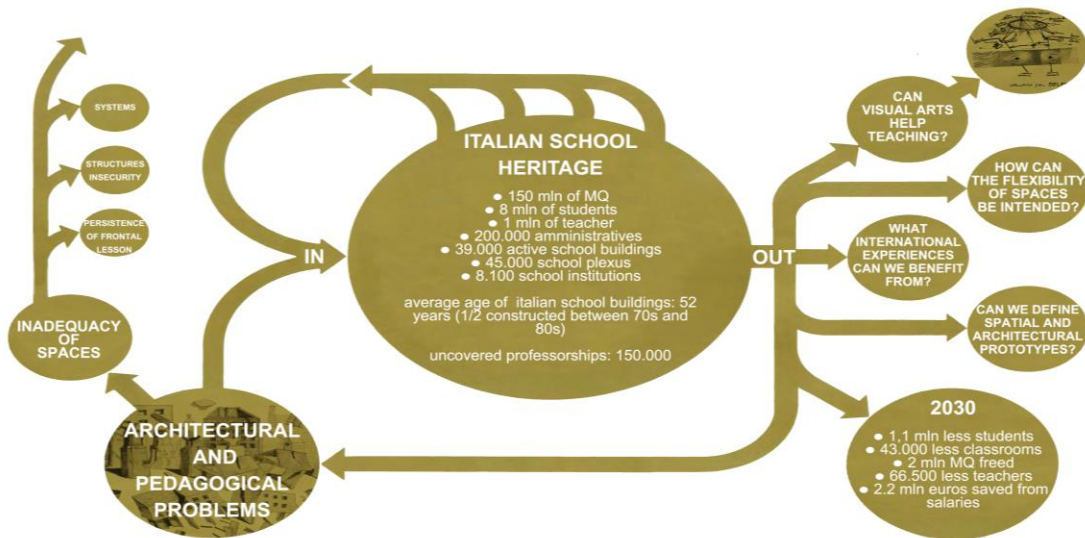 SYSTEMS
STRUCTURES
INSECURITY
PERSISTENCE
OF FRONTAL
LESSON
INADEQUACY
OF
SPACES
ARCHITECTURAL
AND
PEDAGOGICAL
PROBLEMS
IN
ITALIAN SCHOOL
HERITAGE
● 150 mln of MQ
● 8 mln of students
● 1 mln of teacher
● 200.000 amministratives
● 39.000 active school buildings
● 45.000 school plexus
● 8.100 school institutions
average age of italian school buildings: 52
years (1/2 constructed between 70s and
80s)
uncovered professorships: 150.000
OUT
CAN
VISUAL ARTS
HELP
TEACHING?
HOW CAN
THE FLEXIBILITY
OF SPACES
BE INTENDED?
WHAT
INTERNATIONAL
EXPERIENCES
CAN WE BENEFIT
FROM?
CAN WE DEFINE
SPATIAL AND
ARCHITECTURAL
PROTOTYPES?
2030
● 1,1 mln less students
● 43.000 less classrooms
● 2 mln MQ freed
● 66.500 less teachers
● 2.2 mln euros saved from
salaries